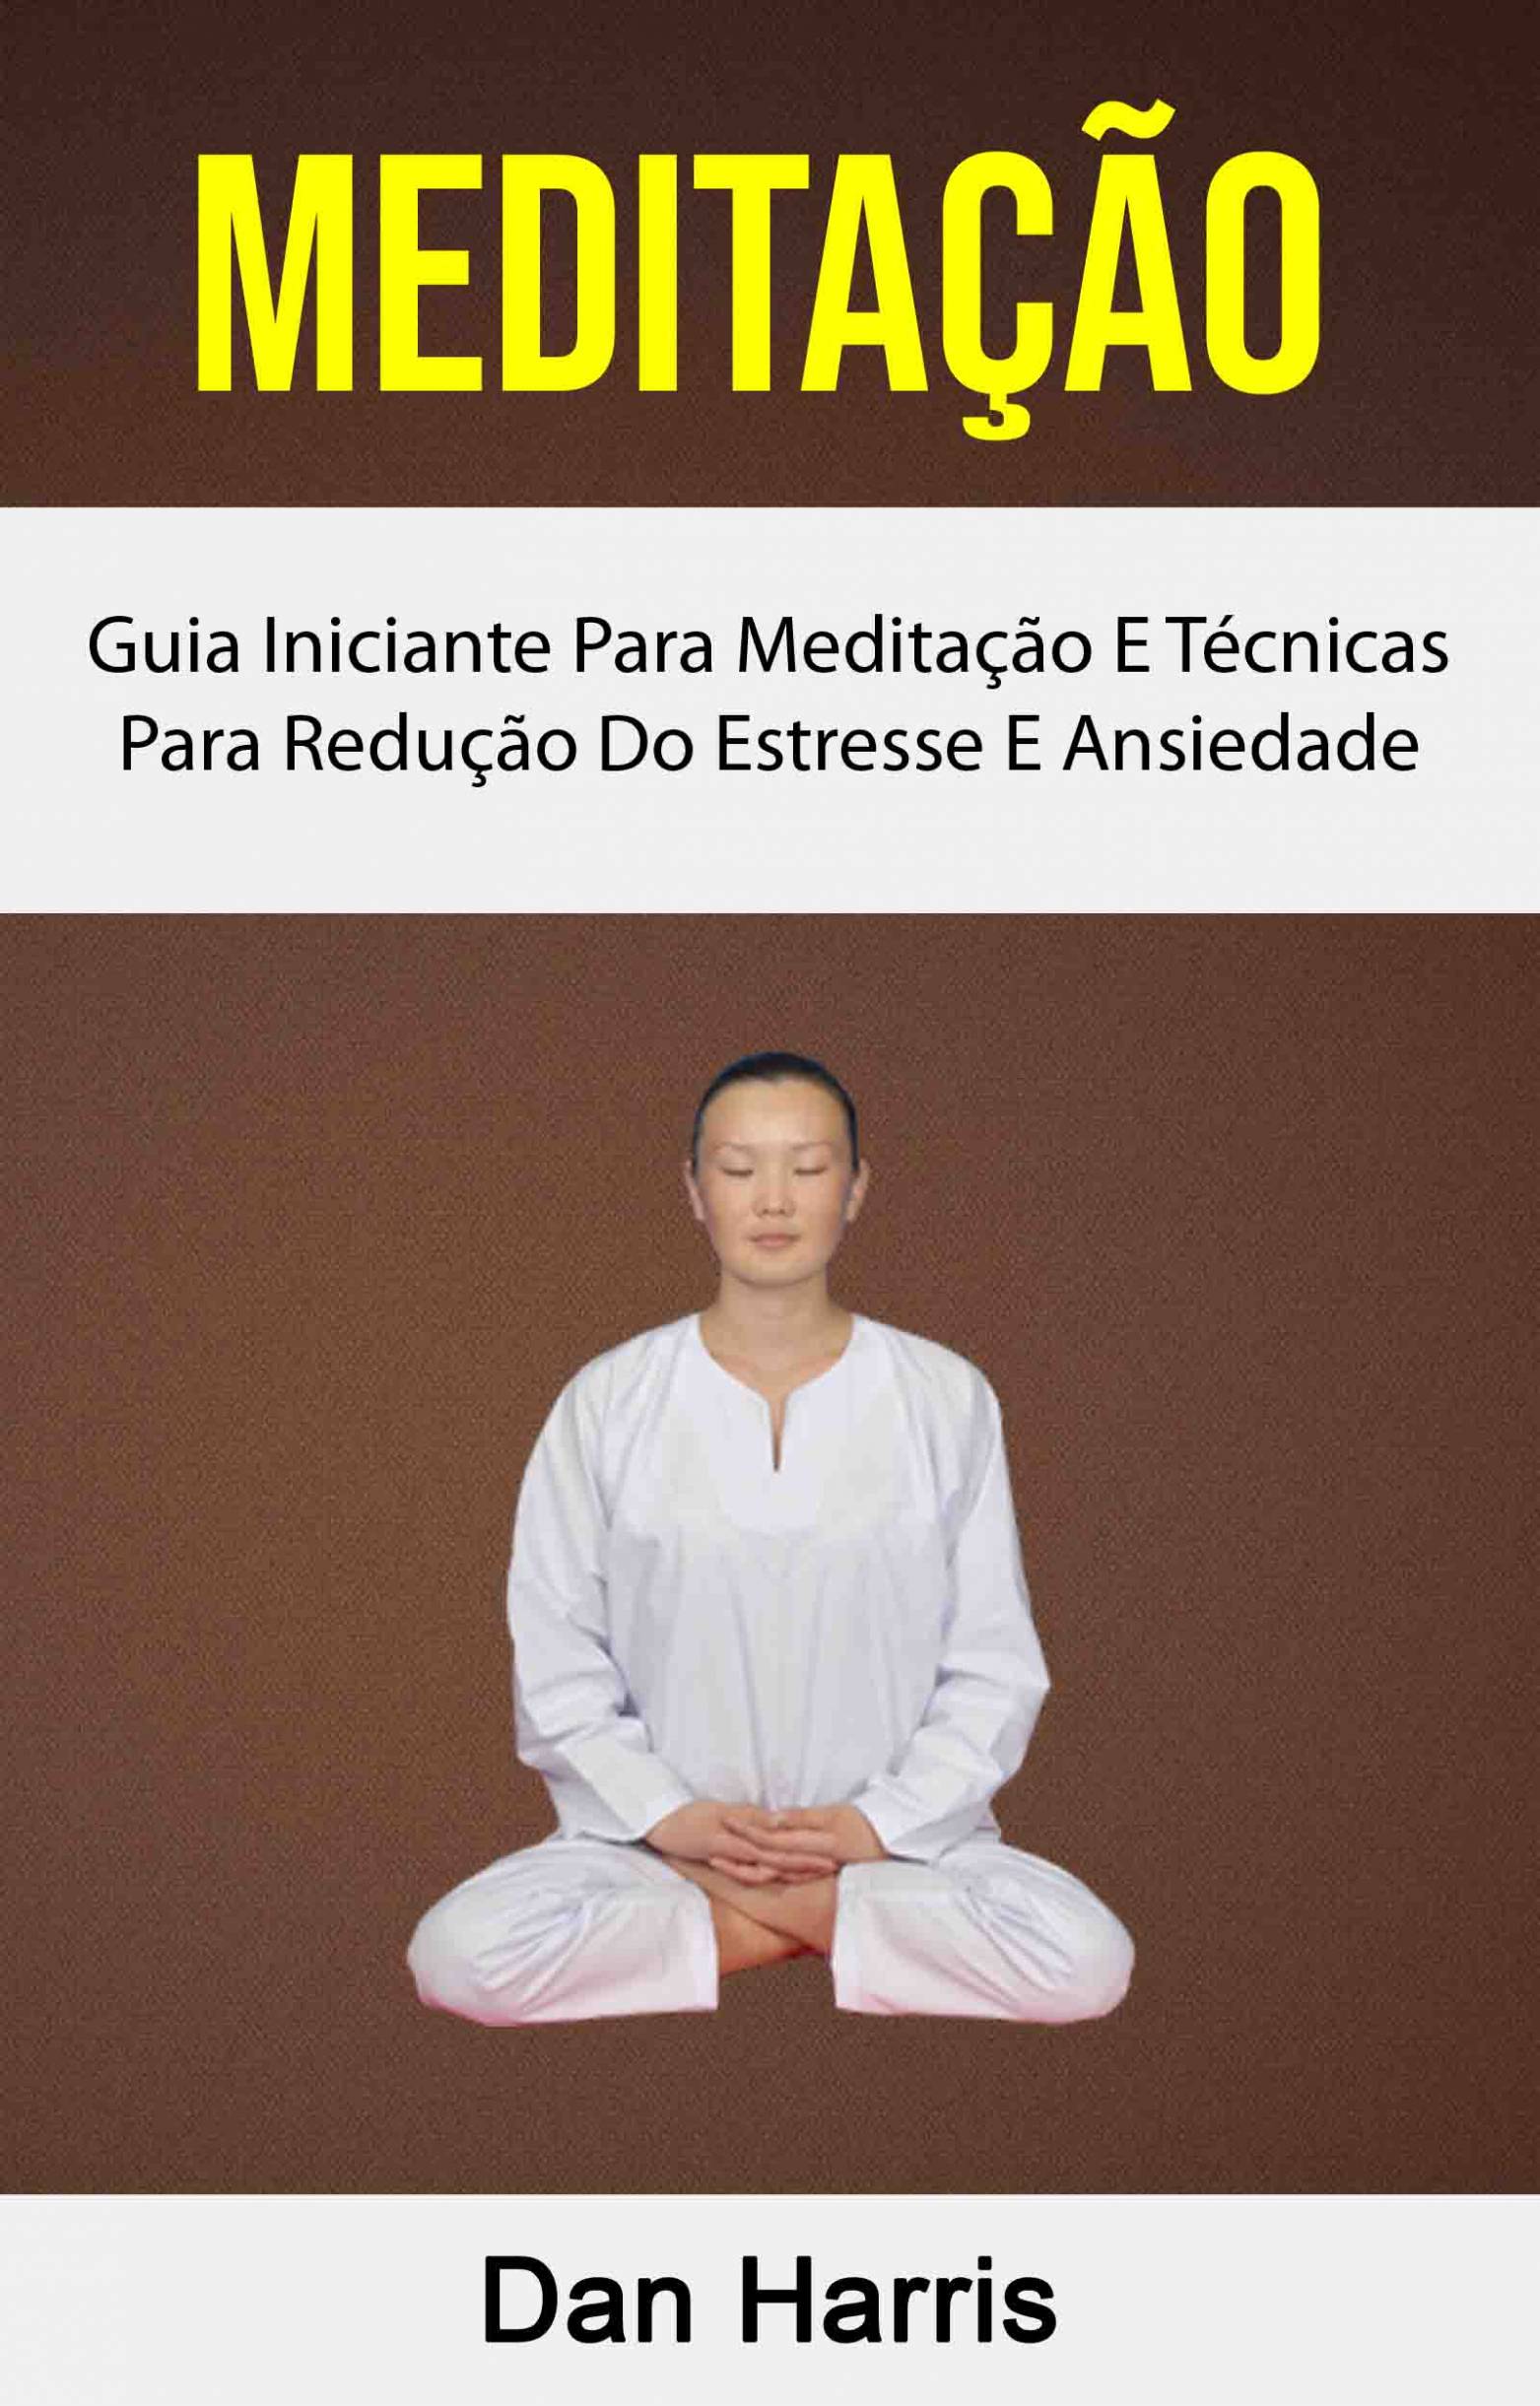 MEDITAÇÃO
Guia Iniciante Para Meditação E Técnicas
Para Redução Do Estresse E Ansiedade
Dan Harris